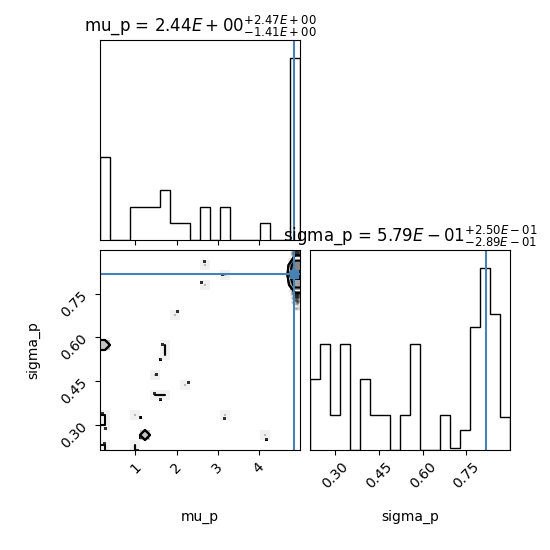 mu_p = 2.44E + 00+2.47E+00−1.41E+00
sigma_p = 5.79E − 01+2.50E−01−2.89E−01
sigma_p
0.75
0.60
0.45
0.30
1 2 3 4
0.30 0.45 0.60 0.75
mu_p
sigma_p